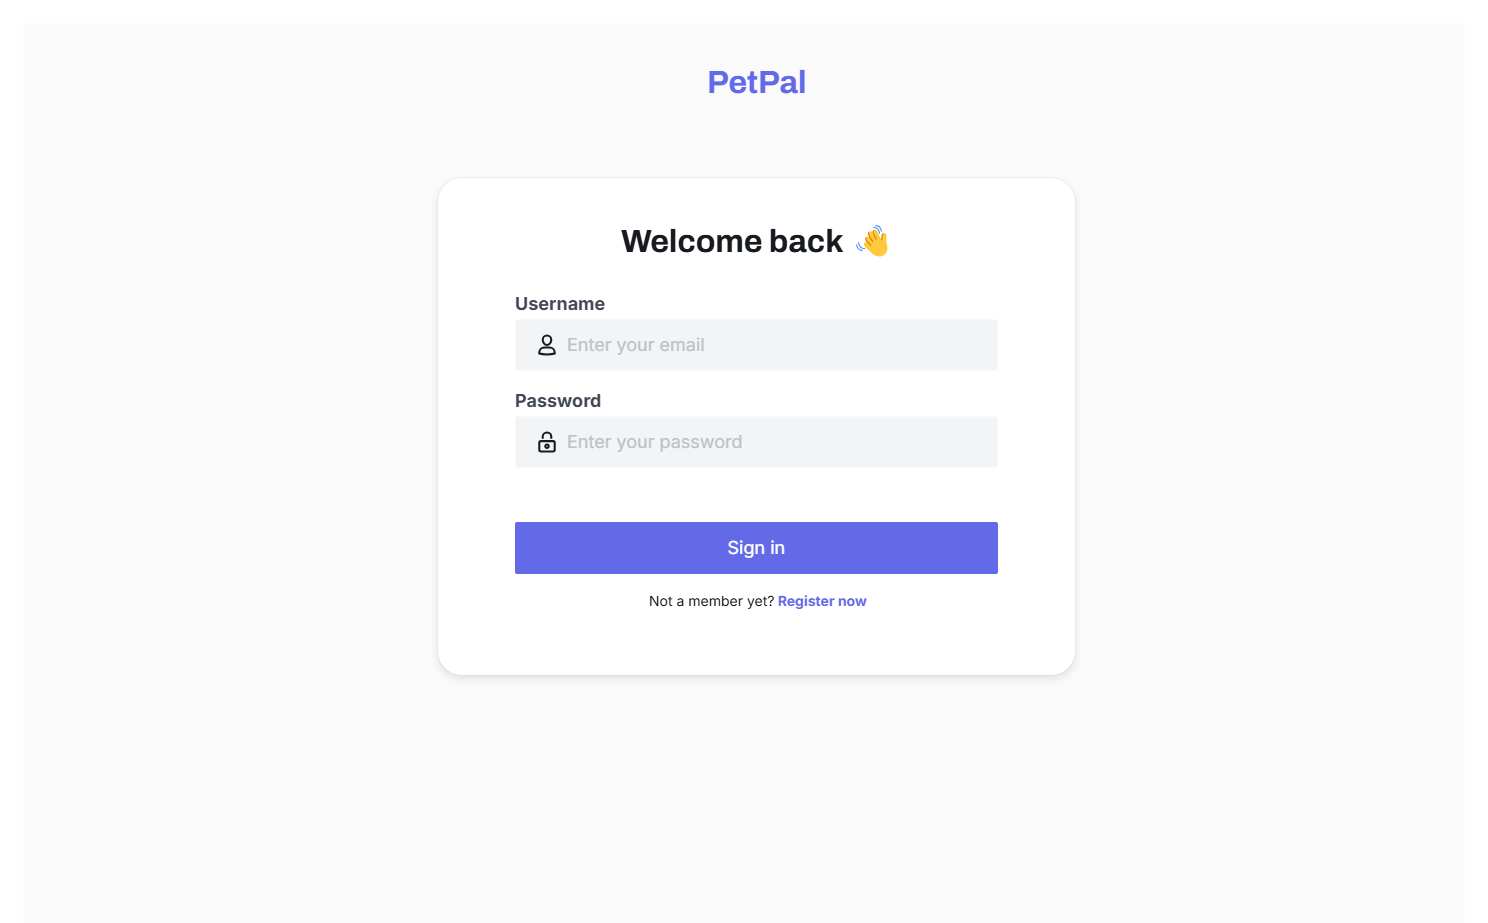 PetPal
Welcome back 👋
Username
Enter your email
Password
Enter your password
Sign in
Not a member yet? Register now